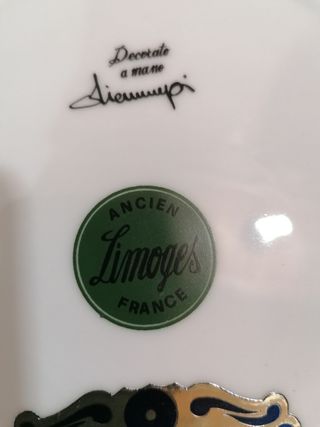 Decorato
a mano
ANCIEN
Limoges
FRANCE